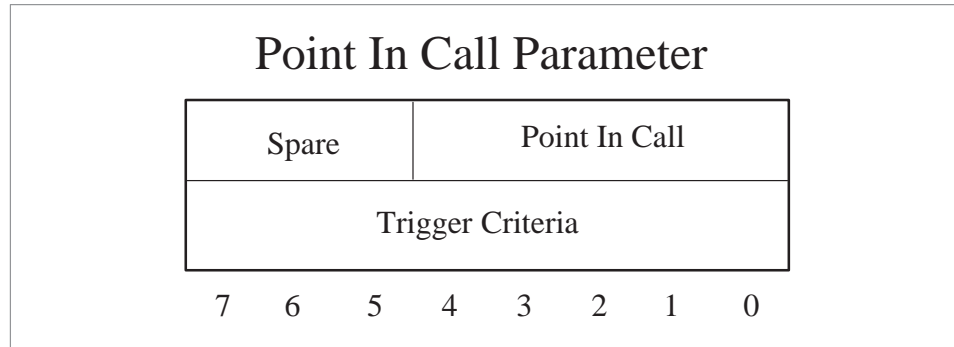 Point In Call Parameter
Spare Point In Call
Trigger Criteria
7 6 5 4 3 2 1 0